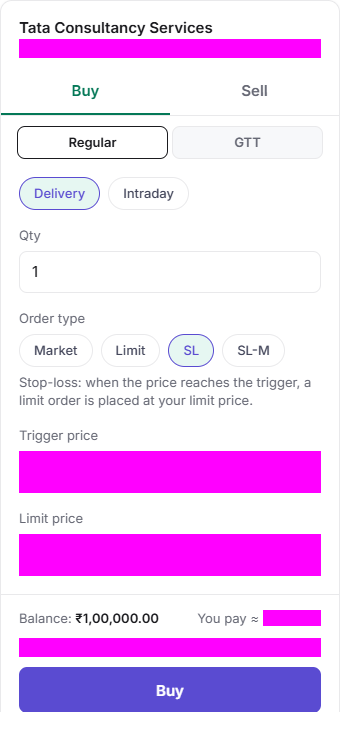 Tata Consultancy Services
Buy Sell
Regular GTT
Delivery Intraday
Qty
1
Order type
Market Limit SL SL-M
Stop-loss: when the price reaches the trigger, a
limit order is placed at your limit price.
Trigger price
Limit price
Balance: ₹1,00,000.00 You pay ≈
Buy